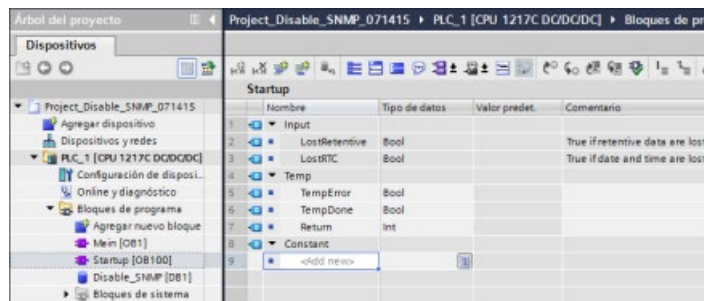 Árbol del proyecto
Project_Disable_SNMP_071415 ▸ PLC_1 [CPU 1217C DC/DC/DC] ▸ Bloques de pr
Dispositivos
Startup
Nombre Tipo de datos Valor predet. Comentario
1 Input
2 LostRetentive Bool True if retentive data are lost
3 LostRTC Bool True if date and time are lost
4 Temp
5 TempError Bool
6 TempDone Bool
7 Return Int
8 Constant
9 <Add new>
Project_Disable_SNMP_071415
Agregar dispositivo
Dispositivos y redes
PLC_1 [CPU 1217C DC/DC/DC]
Configuración de disposi...
Online y diagnóstico
Bloques de programa
Agregar nuevo bloque
Main [OB1]
Startup [OB100]
Disable_SNMP [DB1]
Bloques de sistema